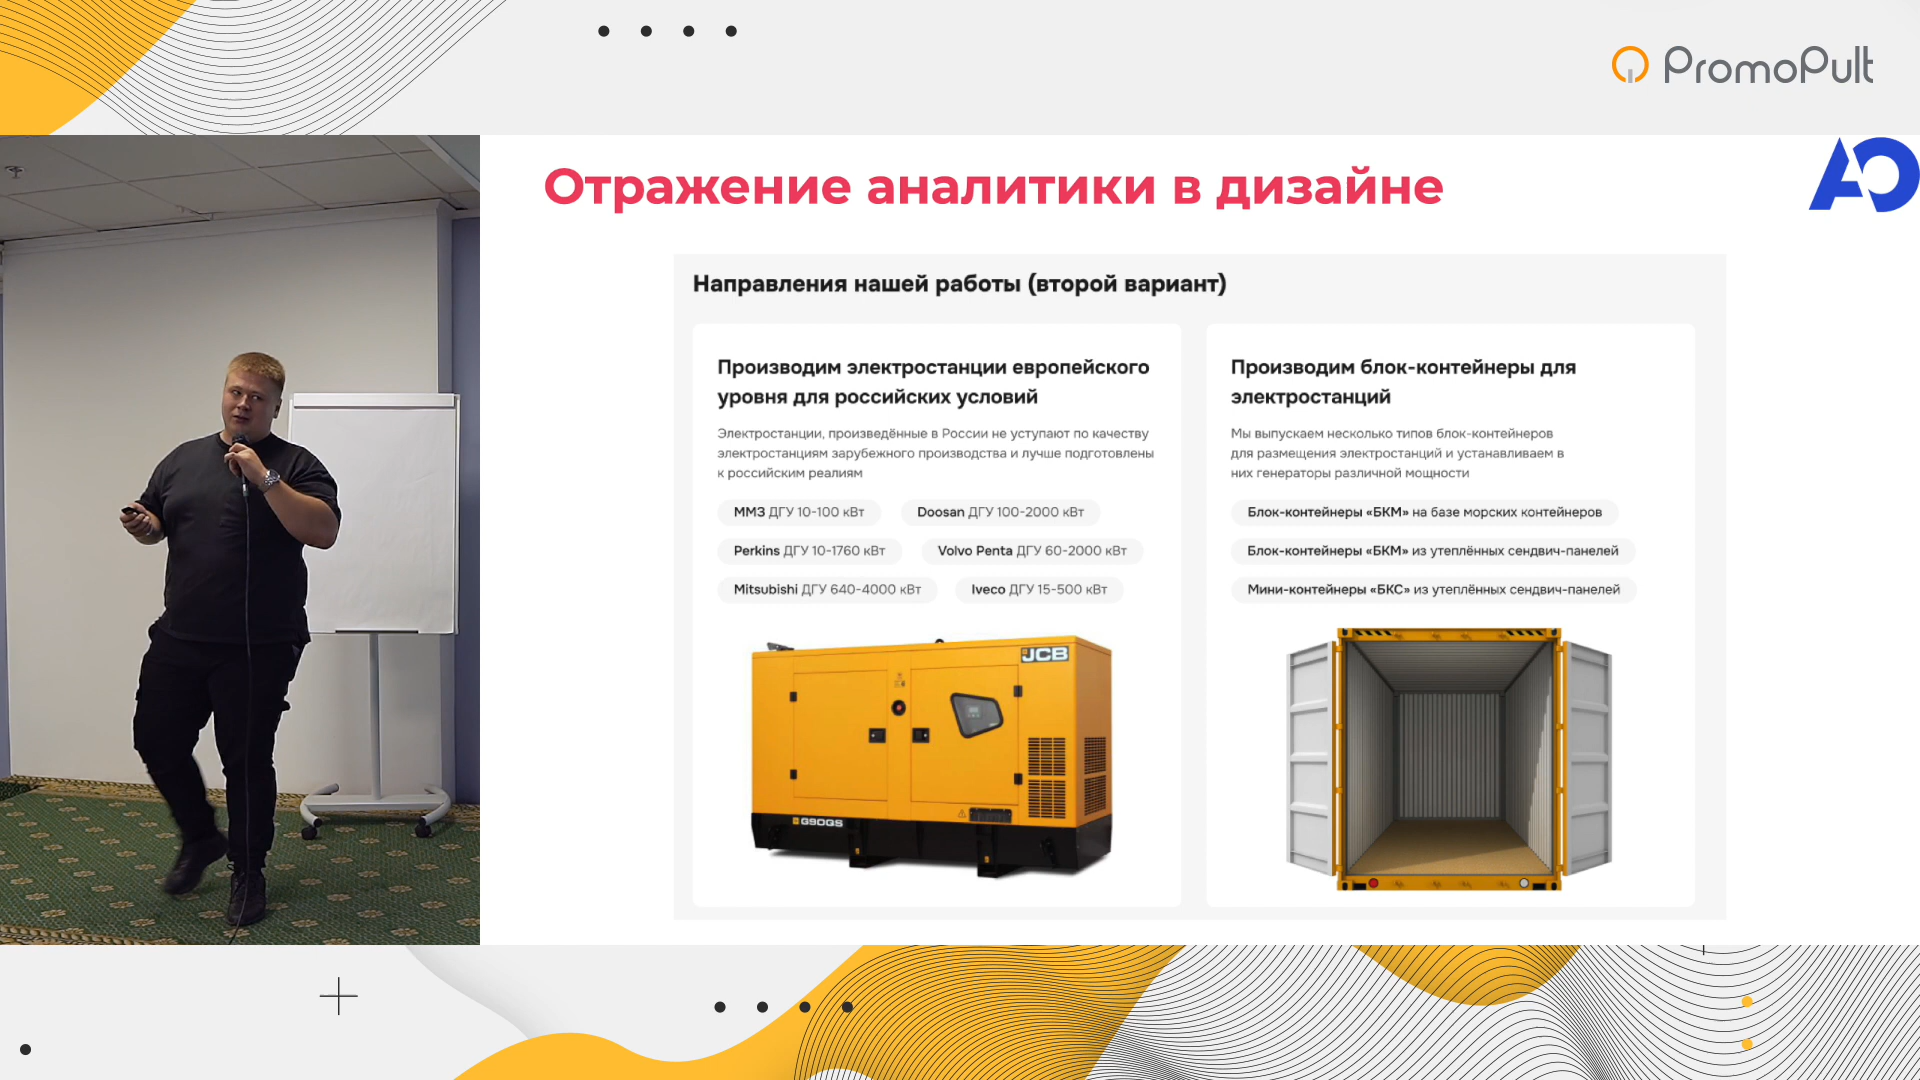 PromoPult
Отражение аналитики в дизайне
Направления нашей работы (второй вариант)
Производим электростанции европейского
уровня для российских условий
Электростанции, произведённые в России не уступают по качеству
электростанциям зарубежного производства и лучше подготовлены
к российским реалиям
ММЗ ДГУ 10-100 кВт
Doosan ДГУ 100-2000 кВт
Perkins ДГУ 10-1760 кВт
Volvo Penta ДГУ 60-2000 кВт
Mitsubishi ДГУ 640-4000 кВт
Iveco ДГУ 15-500 кВт
JCB
G90QS
Производим блок-контейнеры для
электростанций
Мы выпускаем несколько типов блок-контейнеров
для размещения электростанций и устанавливаем в
них генераторы различной мощности
Блок-контейнеры «БКМ» на базе морских контейнеров
Блок-контейнеры «БКМ» из утеплённых сендвич-панелей
Мини-контейнеры «БКС» из утеплённых сендвич-панелей